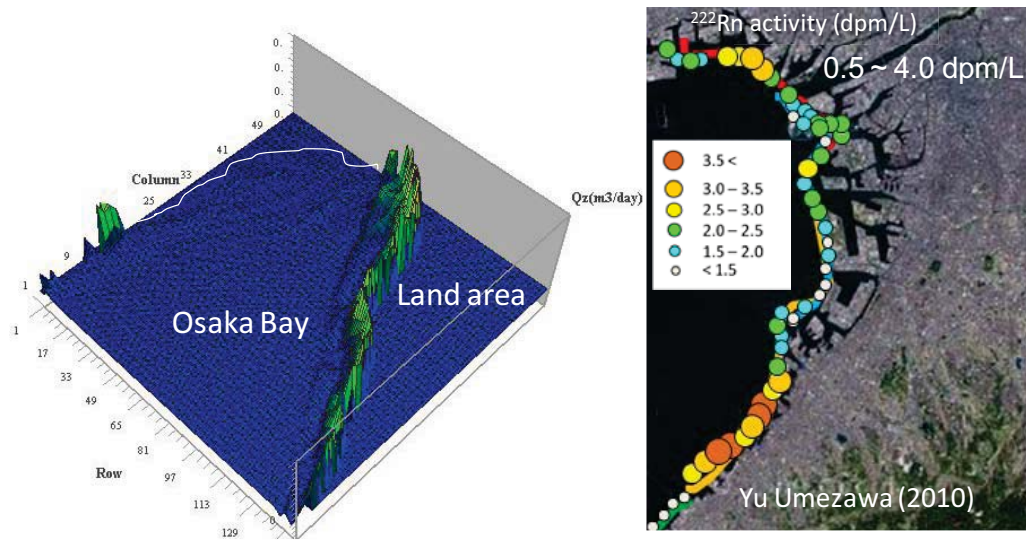 0.
0.
0.
0.
49
41
Column 33
25
9
1
Qz(m3/day)
Land area
Osaka Bay
1
17
33
49
65
81
97
113
129
0
Row
²²²Rn activity (dpm/L)
0.5 ~ 4.0 dpm/L
3.5 <
3.0 – 3.5
2.5 – 3.0
2.0 – 2.5
1.5 – 2.0
< 1.5
Yu Umezawa (2010)